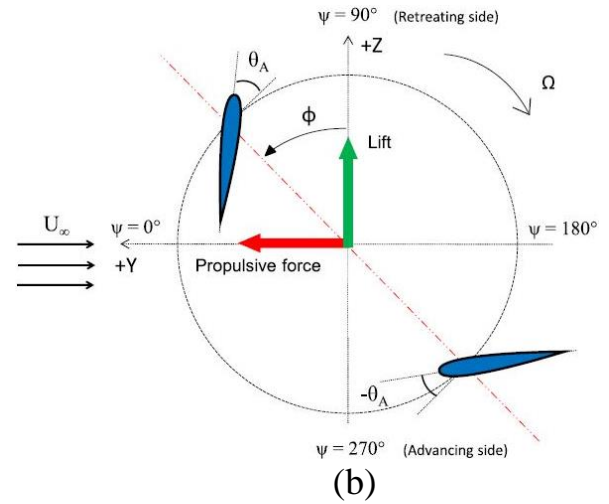 ψ = 90° (Retreating side)
+Z
θA
Ω
ϕ
Lift
U∞
ψ = 0°
ψ = 180°
+Y
Propulsive force
-θA
ψ = 270° (Advancing side)
(b)